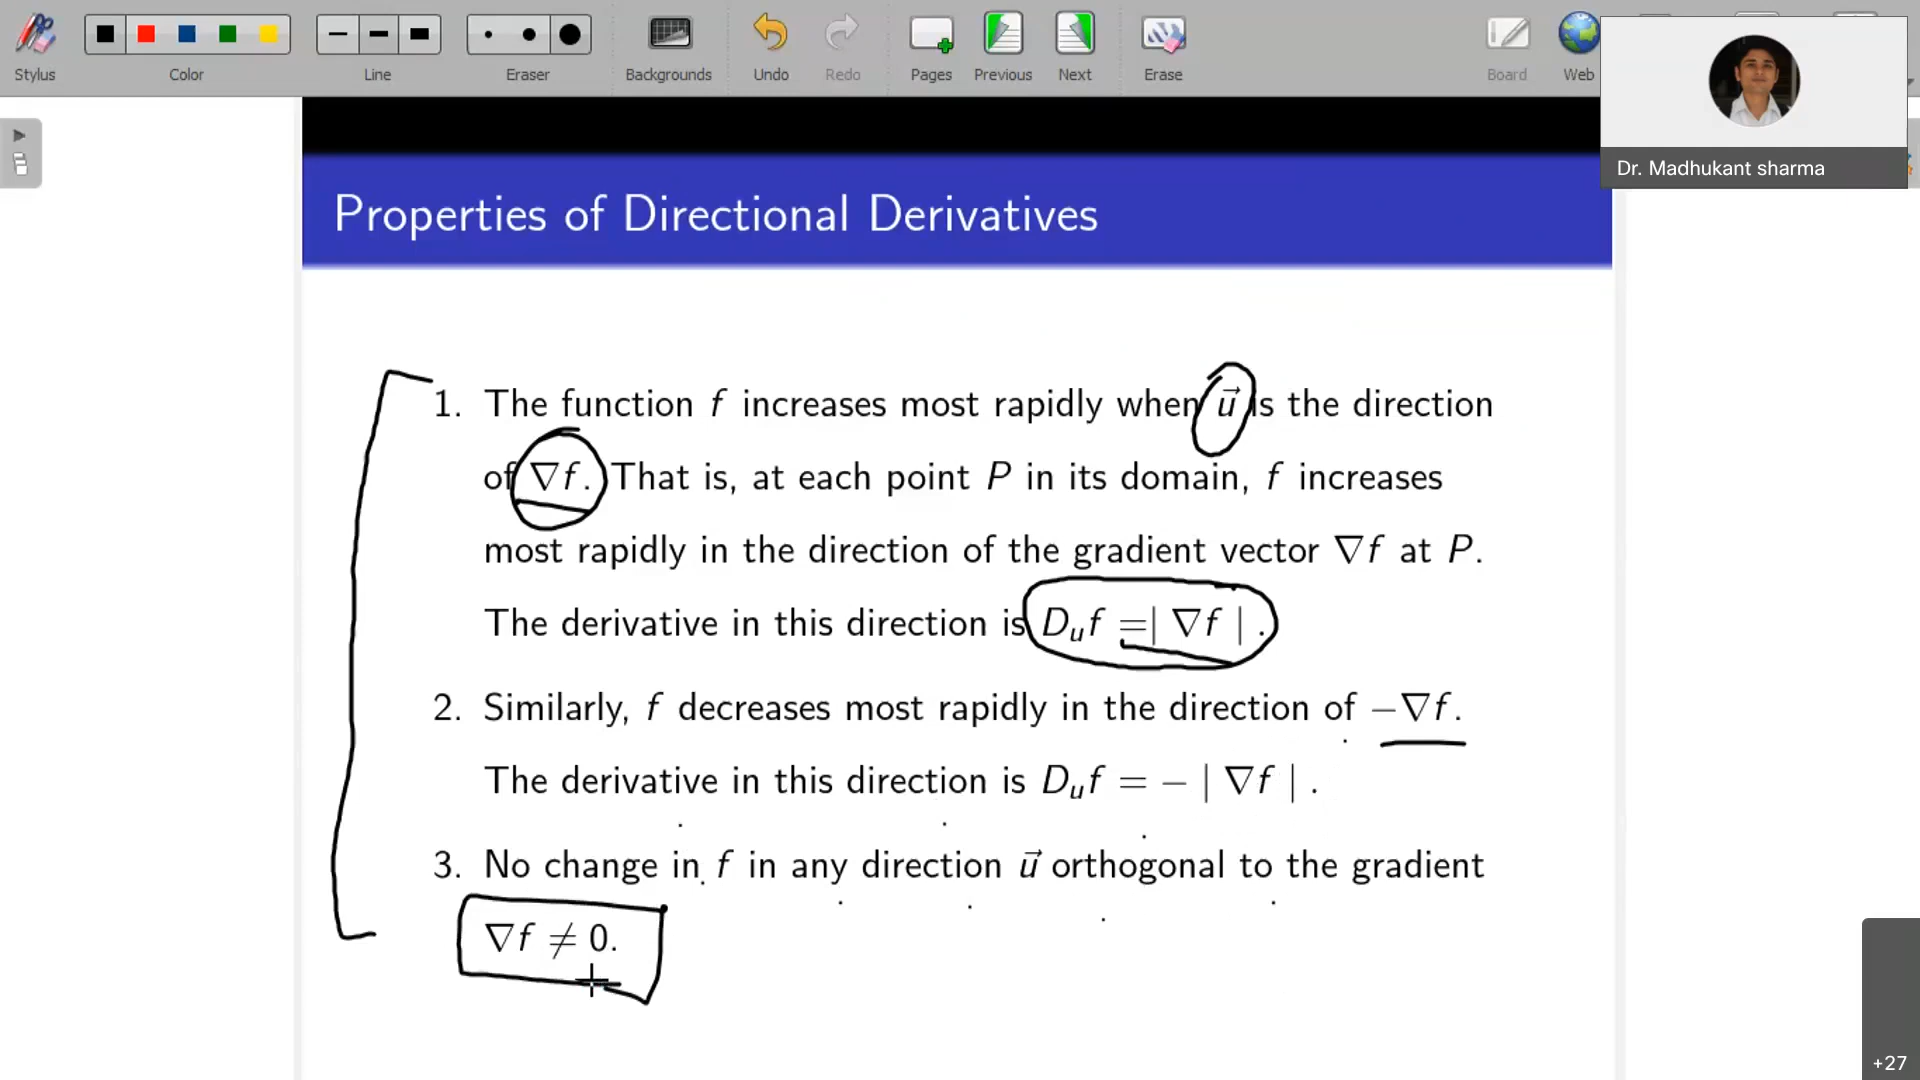 Stylus
Color
Line
Eraser
Backgrounds
Undo
Redo
Pages
Previous
Next
Erase
Board
Web
Dr. Madhukant sharma
Properties of Directional Derivatives
1. The function f increases most rapidly when \vec{u} is the direction
of ∇f. That is, at each point P in its domain, f increases
most rapidly in the direction of the gradient vector ∇f at P.
The derivative in this direction is D_u f =| ∇f | .
2. Similarly, f decreases most rapidly in the direction of −∇f.
The derivative in this direction is D_u f = − | ∇f | .
3. No change in f in any direction \vec{u} orthogonal to the gradient
∇f ≠ 0.
+27